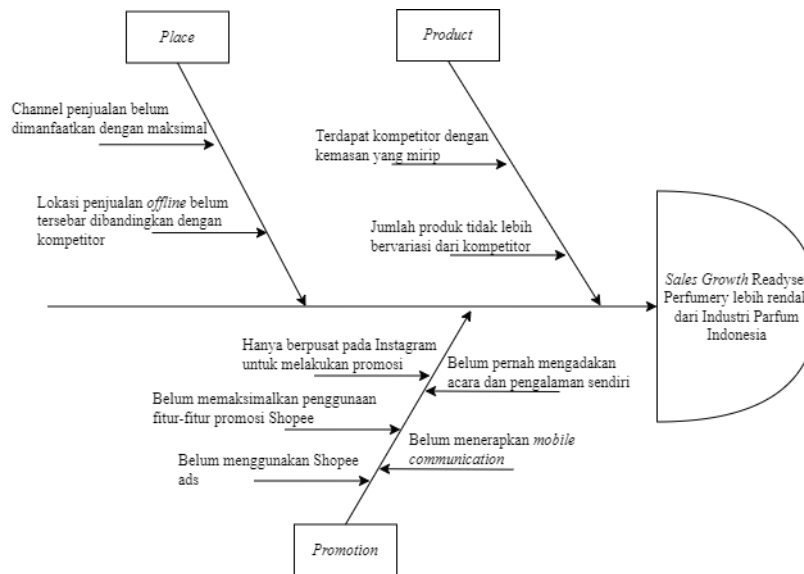 Place
Product
Channel penjualan belum
dimanfaatkan dengan maksimal
Lokasi penjualan offline belum
tersebar dibandingkan dengan
kompetitor
Terdapat kompetitor dengan
kemasan yang mirip
Jumlah produk tidak lebih
bervariasi dari kompetitor
Sales Growth Readyse
Perfumery lebih rendah
dari Industri Parfum
Indonesia
Hanya berpusat pada Instagram
untuk melakukan promosi
Belum pernah mengadakan
acara dan pengalaman sendiri
Belum memaksimalkan penggunaan
fitur-fitur promosi Shopee
Belum menerapkan mobile
communication
Belum menggunakan Shopee
ads
Promotion